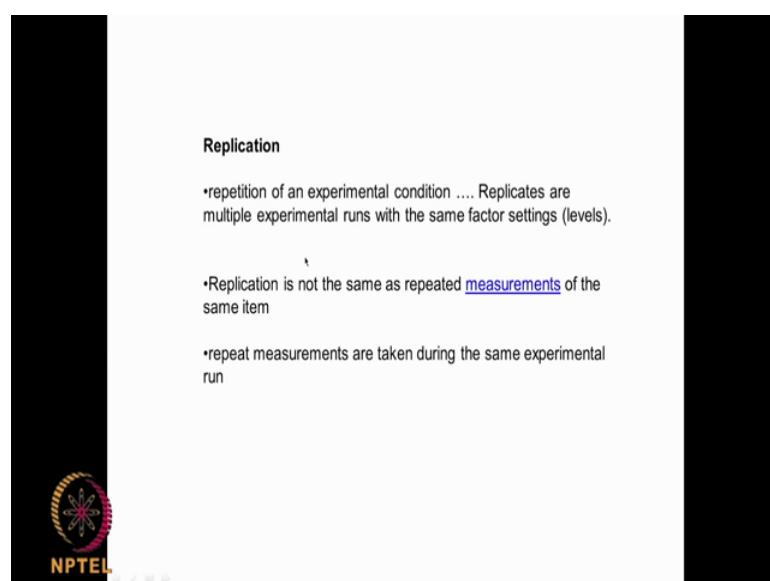 Replication
•repetition of an experimental condition .... Replicates are
multiple experimental runs with the same factor settings (levels).
•Replication is not the same as repeated measurements of the
same item
•repeat measurements are taken during the same experimental
run
NPTEL